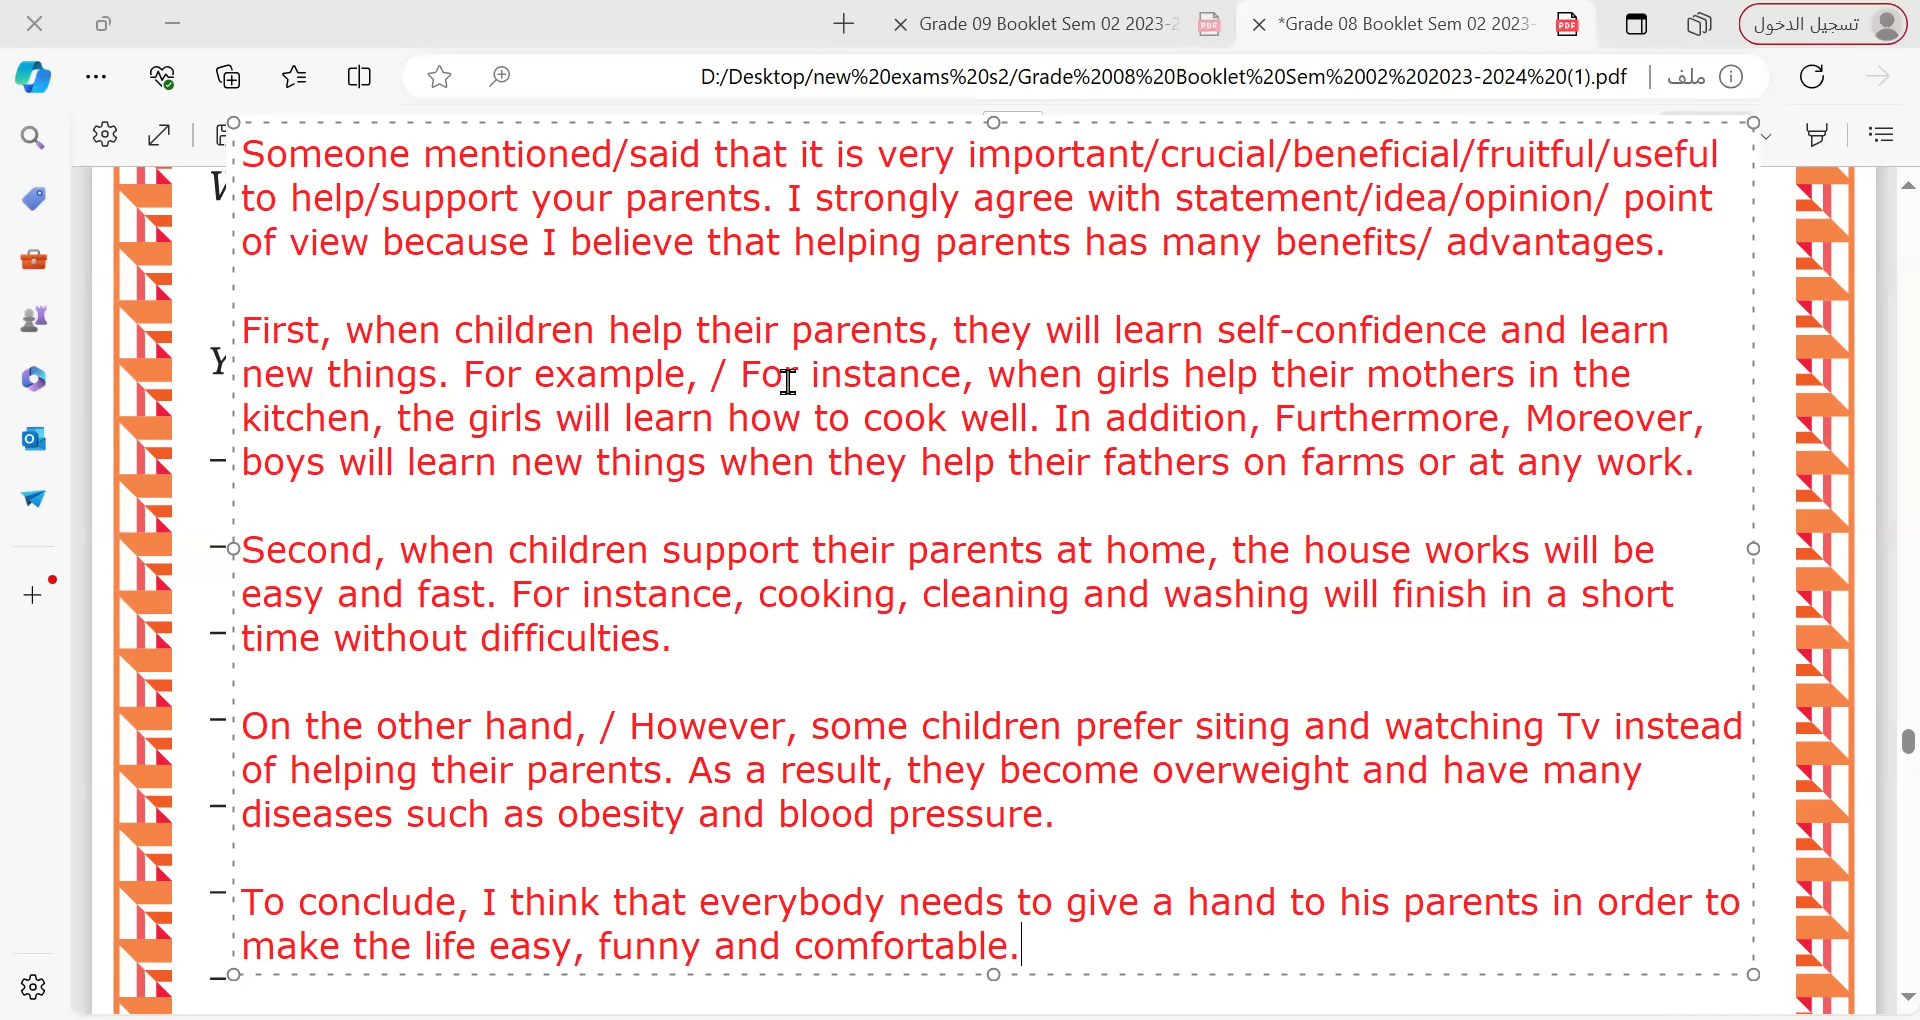 Grade 09 Booklet Sem 02 2023-2
*Grade 08 Booklet Sem 02 2023-
تسجيل الدخول
D:/Desktop/new%20exams%20s2/Grade%2008%20Booklet%20Sem%2002%202023-2024%20(1).pdf
ملف
Someone mentioned/said that it is very important/crucial/beneficial/fruitful/useful
to help/support your parents. I strongly agree with statement/idea/opinion/ point
of view because I believe that helping parents has many benefits/ advantages.
First, when children help their parents, they will learn self-confidence and learn
new things. For example, / For instance, when girls help their mothers in the
kitchen, the girls will learn how to cook well. In addition, Furthermore, Moreover,
boys will learn new things when they help their fathers on farms or at any work.
Second, when children support their parents at home, the house works will be
easy and fast. For instance, cooking, cleaning and washing will finish in a short
time without difficulties.
On the other hand, / However, some children prefer siting and watching Tv instead
of helping their parents. As a result, they become overweight and have many
diseases such as obesity and blood pressure.
To conclude, I think that everybody needs to give a hand to his parents in order to
make the life easy, funny and comfortable.